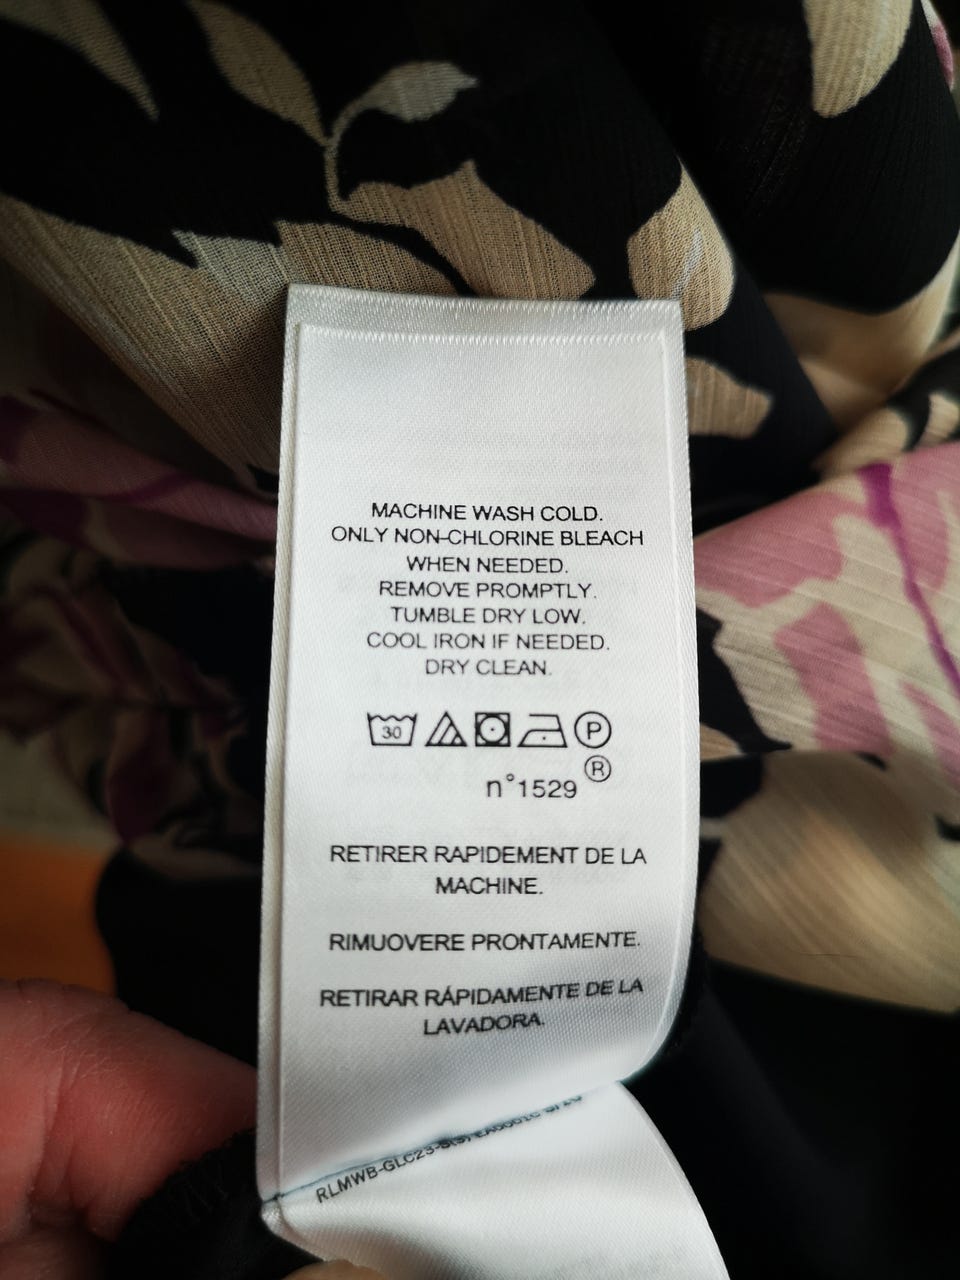 MACHINE WASH COLD.
ONLY NON-CHLORINE BLEACH
WHEN NEEDED.
REMOVE PROMPTLY.
TUMBLE DRY LOW.
COOL IRON IF NEEDED.
DRY CLEAN.
30 P
n°1529 ®
RETIRER RAPIDEMENT DE LA
MACHINE.
RIMUOVERE PRONTAMENTE.
RETIRAR RÁPIDAMENTE DE LA
LAVADORA.